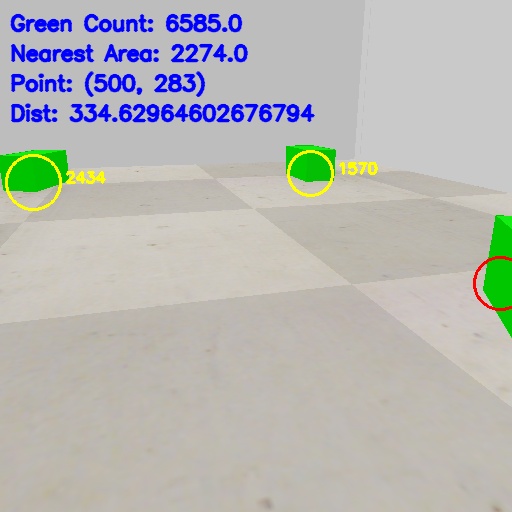 Green Count: 6585.0
Nearest Area: 2274.0
Point: (500, 283)
Dist: 334.62964602676794
2434
1570